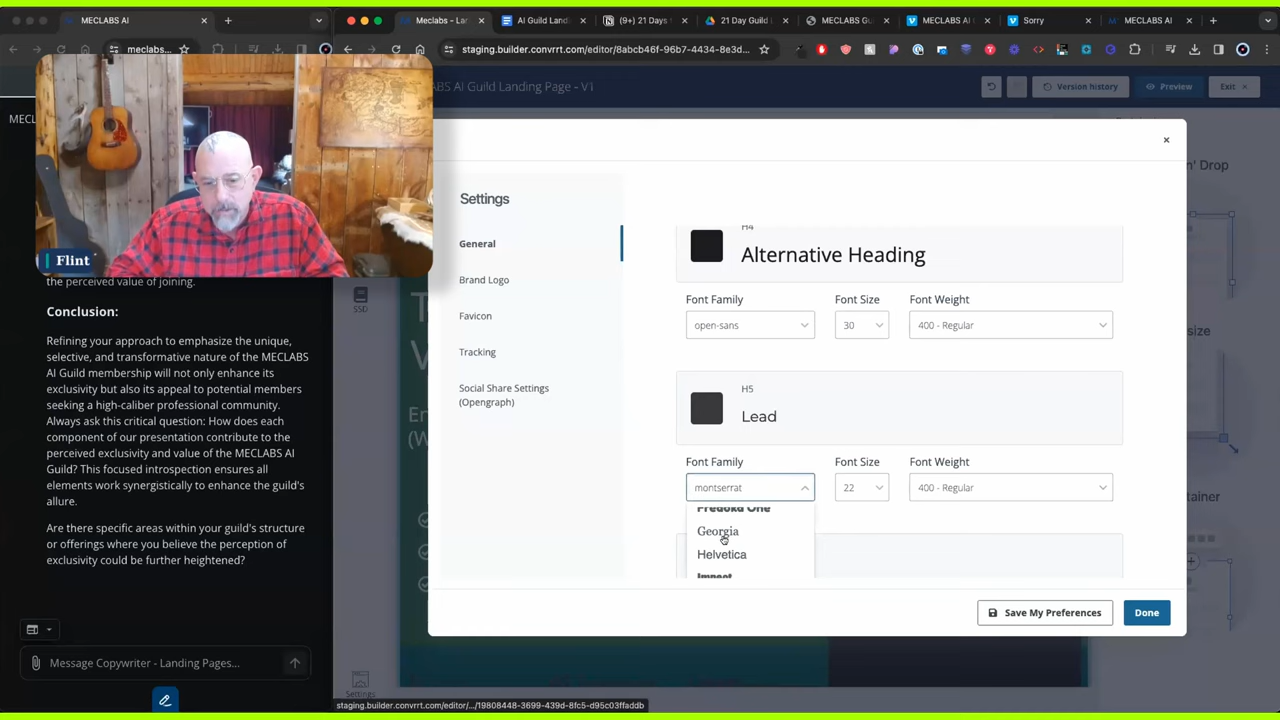 MECLABS AI
Meclabs - Lan
AI Guild Landi
(9+) 21 Days
21 Day Guild L
MECLABS Gu
MECLABS AI G
Sorry
MECLABS AI
meclabs...
staging.builder.convrrt.com/editor/8abcb46f-96b7-4434-8e3d...
MECL
ABS AI Guild Landing Page - V1
Version history
Preview
Exit
Flint
the perceived value of joining.
Conclusion:
Refining your approach to emphasize the unique,
selective, and transformative nature of the MECLABS
AI Guild membership will not only enhance its
exclusivity but also its appeal to potential members
seeking a high-caliber professional community.
Always ask this critical question: How does each
component of our presentation contribute to the
perceived exclusivity and value of the MECLABS AI
Guild? This focused introspection ensures all
elements work synergistically to enhance the guild's
allure.
Are there specific areas within your guild's structure
or offerings where you believe the perception of
exclusivity could be further heightened?
Message Copywriter - Landing Pages...
SSD
Settings
Settings
General
Brand Logo
Favicon
Tracking
Social Share Settings
(Opengraph)
H4
Alternative Heading
Font Family
Font Size
Font Weight
open-sans
30
400 - Regular
H5
Lead
Font Family
Font Size
Font Weight
montserrat
22
400 - Regular
Fredoka One
Georgia
Helvetica
Impact
Save My Preferences
Done
n' Drop
size
tainer
staging.builder.convrrt.com/editor/.../19808448-3699-439d-8fc5-d95c03ffaddb